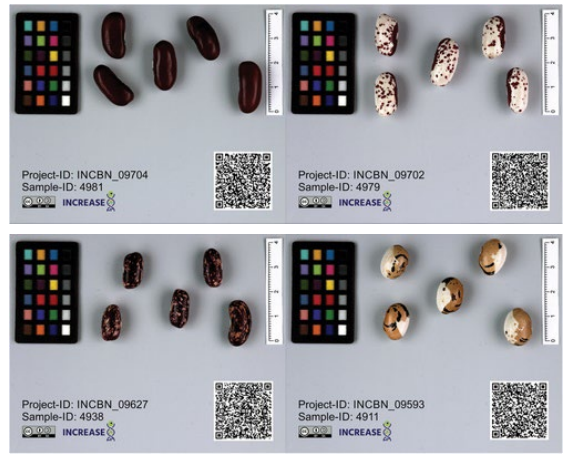 Project-ID: INCBN_09704
Sample-ID: 4981
INCREASE
Project-ID: INCBN_09702
Sample-ID: 4979
INCREASE
Project-ID: INCBN_09627
Sample-ID: 4938
INCREASE
Project-ID: INCBN_09593
Sample-ID: 4911
INCREASE